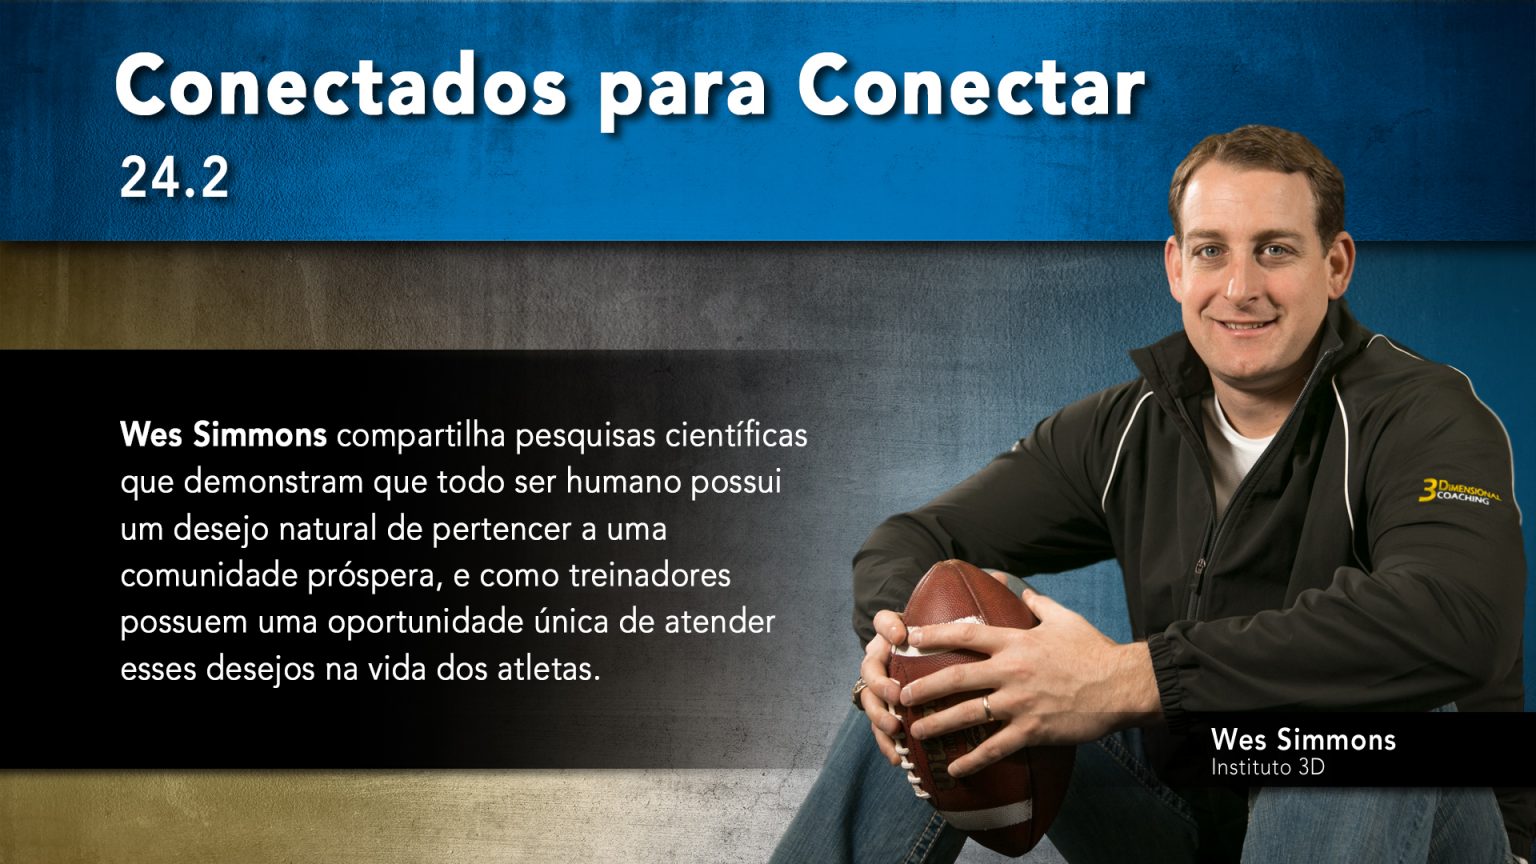 Conectados para Conectar
24.2
Wes Simmons compartilha pesquisas científicas
que demonstram que todo ser humano possui
um desejo natural de pertencer a uma
comunidade próspera, e como treinadores
possuem uma oportunidade única de atender
esses desejos na vida dos atletas.
3DIMENSIONAL
COACHING
Wes Simmons
Instituto 3D